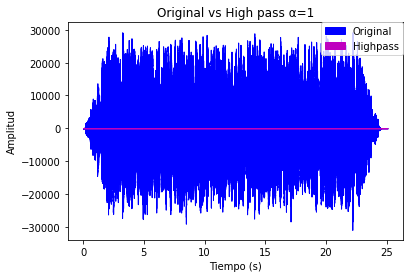 Original vs High pass α=1
Original
Highpass
30000
20000
10000
0
−10000
−20000
−30000
Amplitud
0 5 10 15 20 25
Tiempo (s)